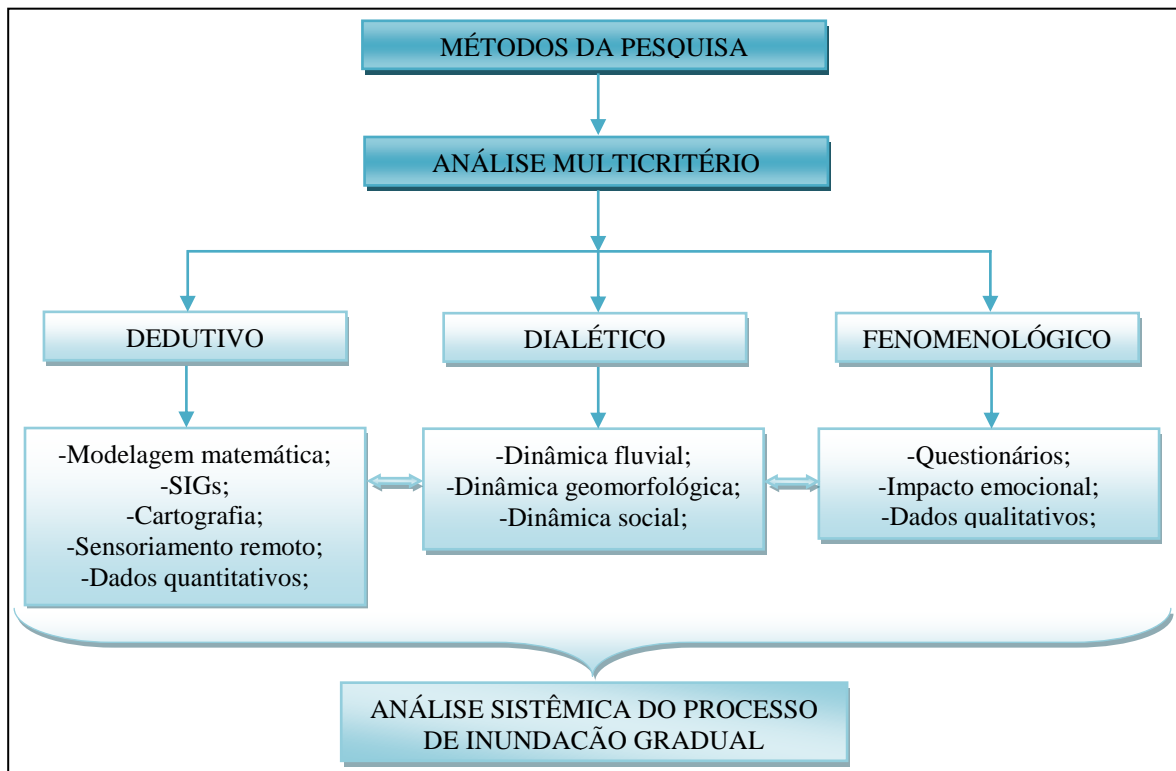 MÉTODOS DA PESQUISA
ANÁLISE MULTICRITÉRIO
DEDUTIVO
DIALÉTICO
FENOMENOLÓGICO
-Modelagem matemática;
-SIGs;
-Cartografia;
-Sensoriamento remoto;
-Dados quantitativos;
-Dinâmica fluvial;
-Dinâmica geomorfológica;
-Dinâmica social;
-Questionários;
-Impacto emocional;
-Dados qualitativos;
ANÁLISE SISTÊMICA DO PROCESSO
DE INUNDAÇÃO GRADUAL